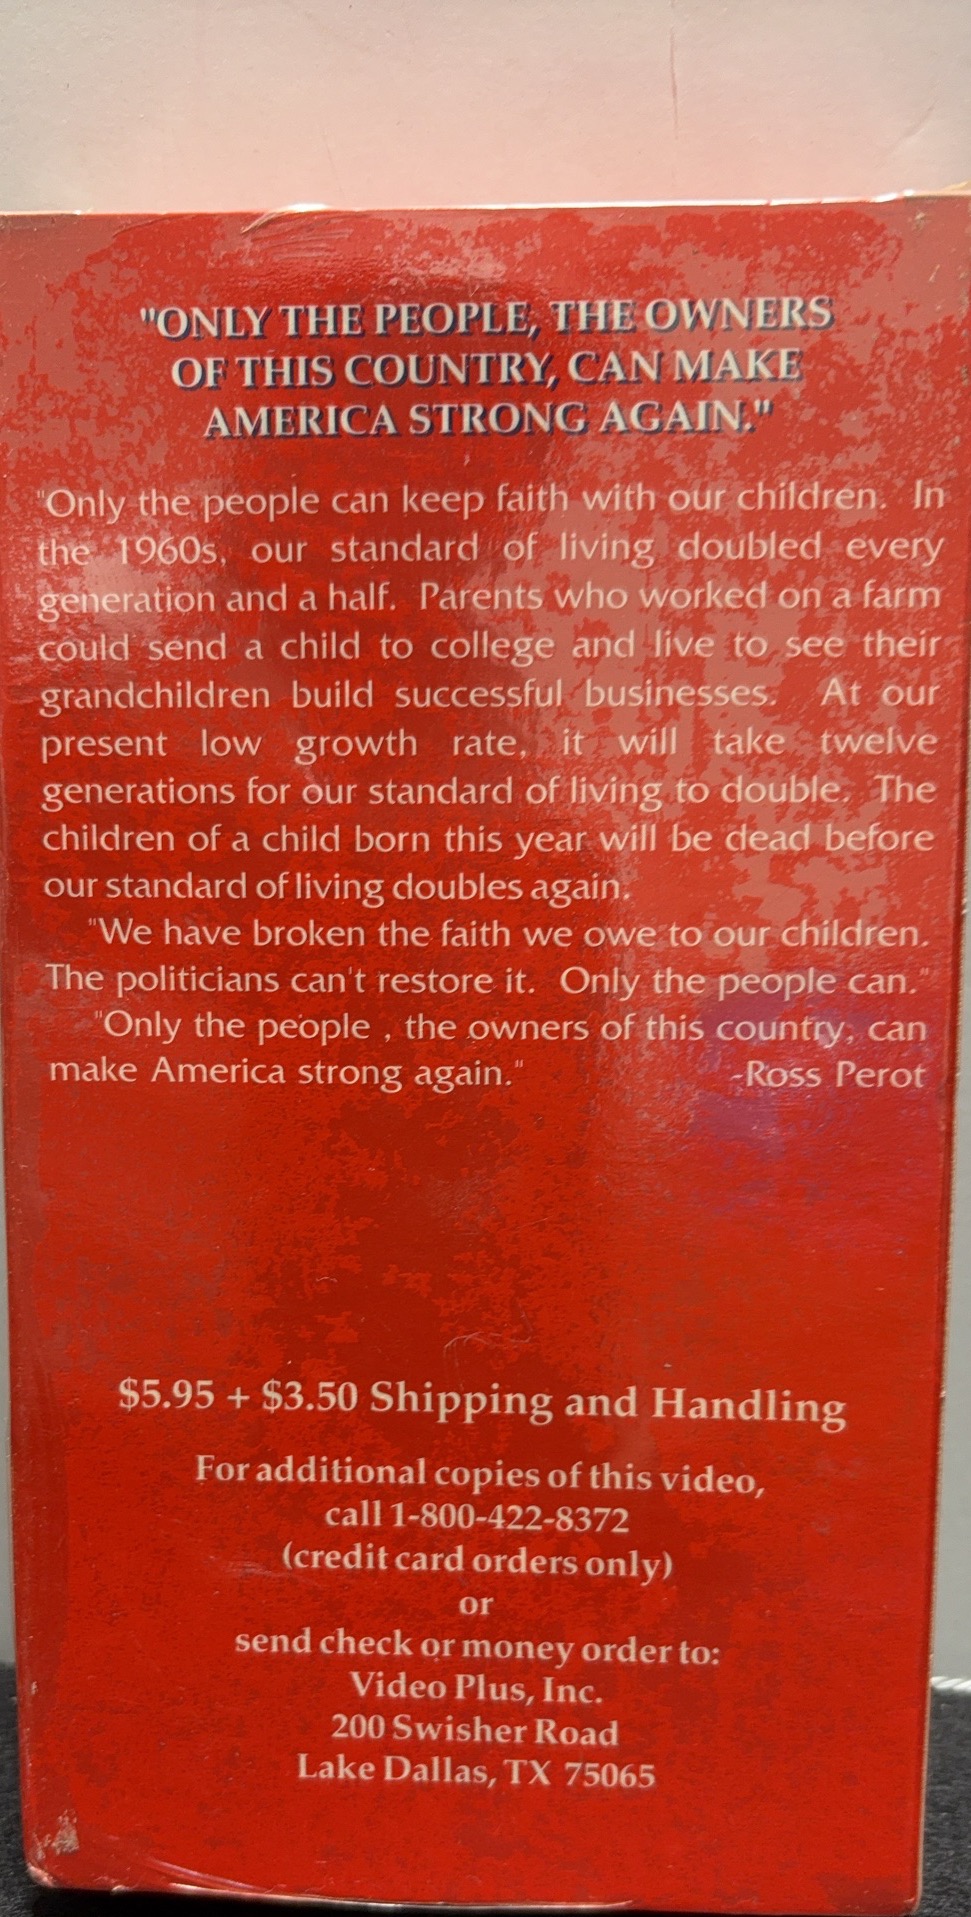 "ONLY THE PEOPLE, THE OWNERS
OF THIS COUNTRY, CAN MAKE
AMERICA STRONG AGAIN."
"Only the people can keep faith with our children. In
the 1960s, our standard of living doubled every
generation and a half. Parents who worked on a farm
could send a child to college and live to see their
grandchildren build successful businesses. At our
present low growth rate, it will take twelve
generations for our standard of living to double. The
children of a child born this year will be dead before
our standard of living doubles again.
"We have broken the faith we owe to our children.
The politicians can't restore it. Only the people can."
"Only the people , the owners of this country, can
make America strong again." -Ross Perot
$5.95 + $3.50 Shipping and Handling
For additional copies of this video,
call 1-800-422-8372
(credit card orders only)
or
send check or money order to:
Video Plus, Inc.
200 Swisher Road
Lake Dallas, TX 75065